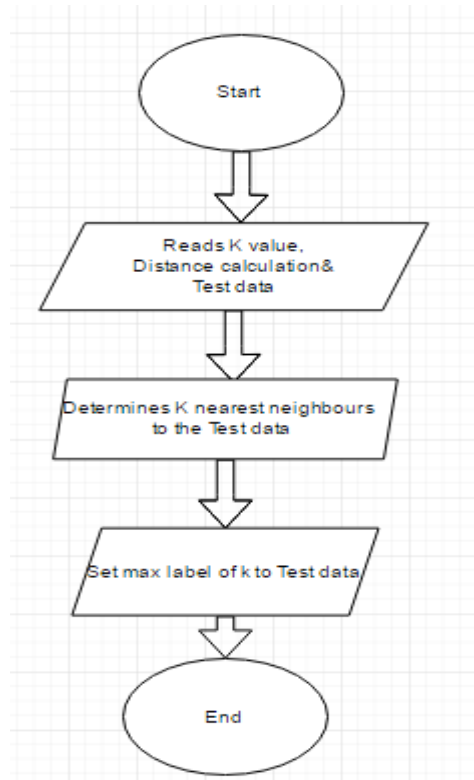 Start
Reads K value,
Distance calculation&
Test data
Determines K nearest neighbours
to the Test data
Set max label of k to Test data
End